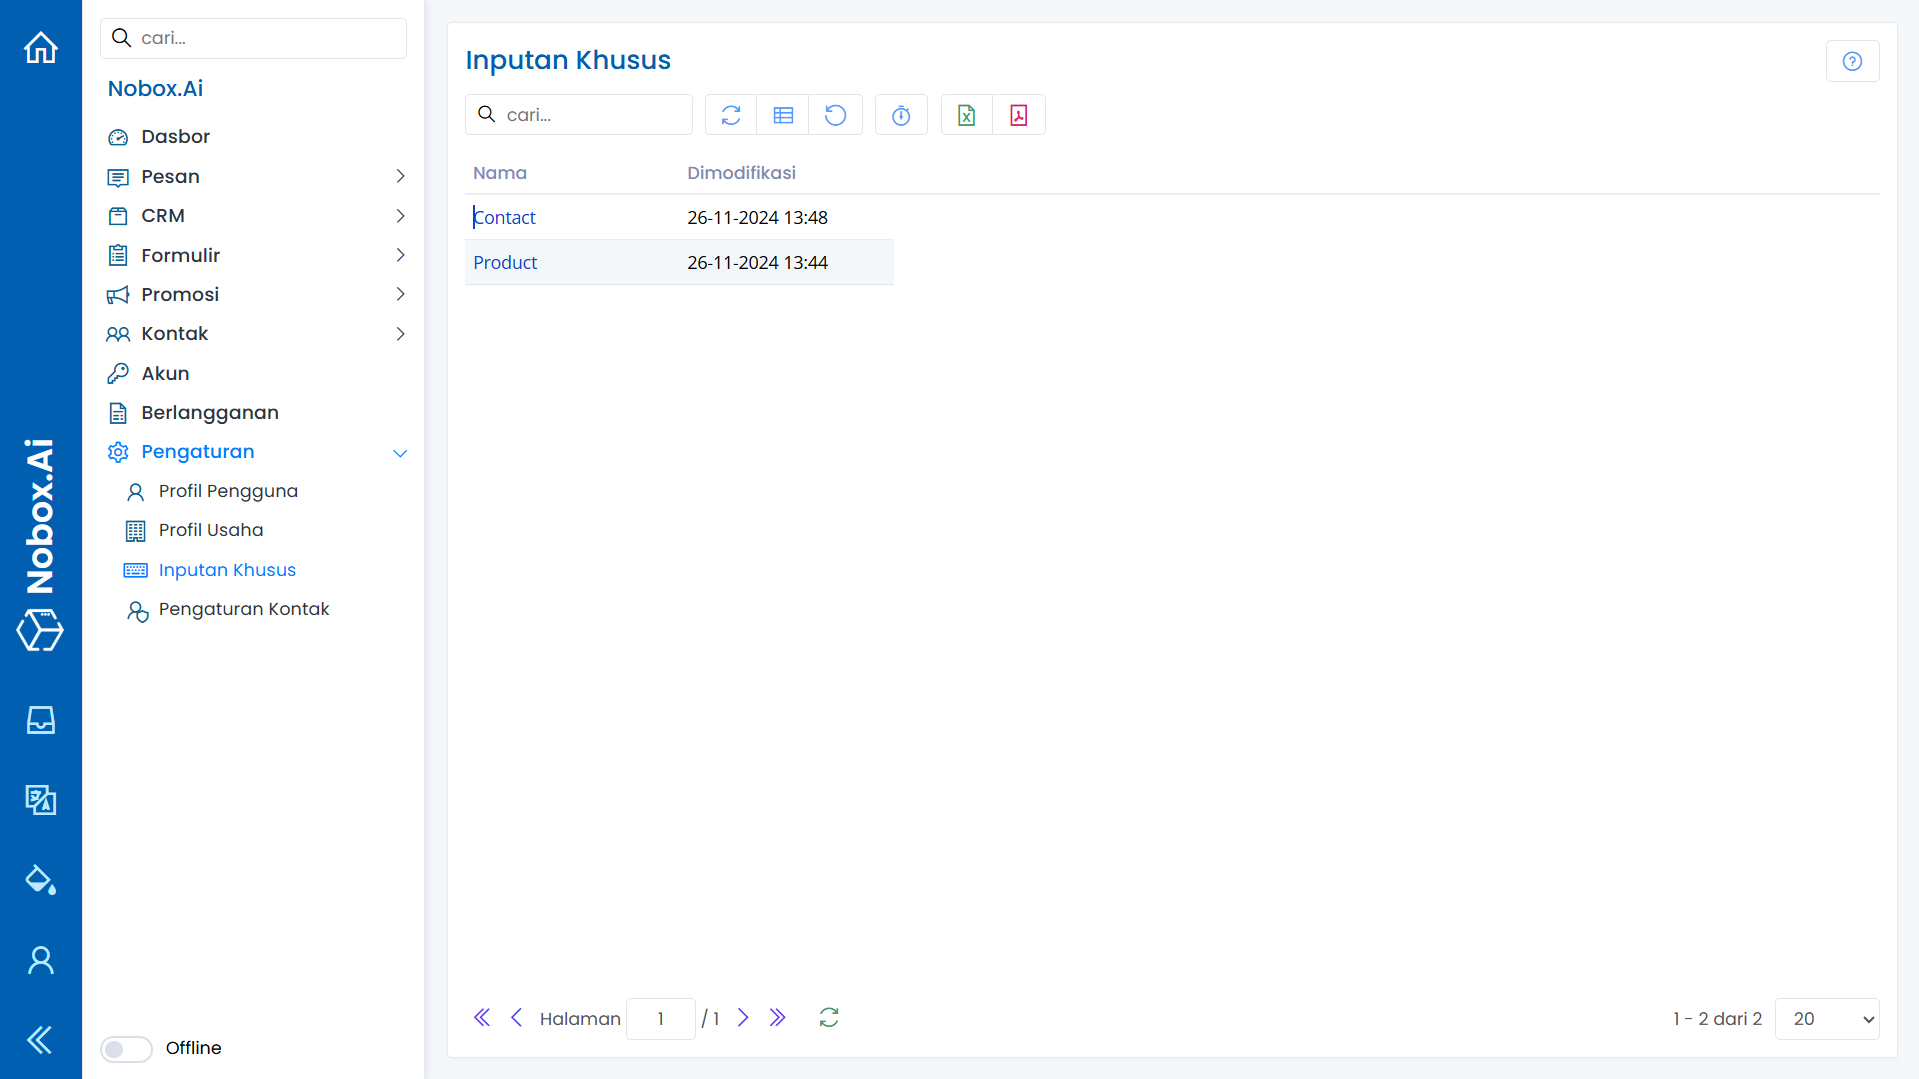 cari...
Nobox.Ai
Dasbor
Pesan
CRM
Formulir
Promosi
Kontak
Akun
Berlangganan
Pengaturan
Profil Pengguna
Profil Usaha
Inputan Khusus
Pengaturan Kontak
Offline
Nobox.Ai
Inputan Khusus
cari...
Nama Dimodifikasi
Contact 26-11-2024 13:48
Product 26-11-2024 13:44
Halaman 1 / 1
1 - 2 dari 2 20